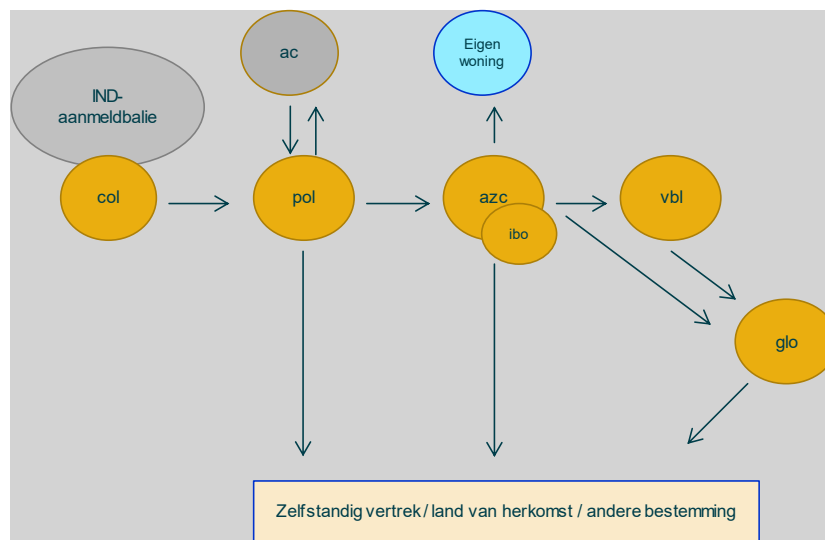 ac
Eigen
woning
IND-
aanmeldbalie
col
pol
azc
vbl
ibo
glo
Zelfstandig vertrek / land van herkomst / andere bestemming